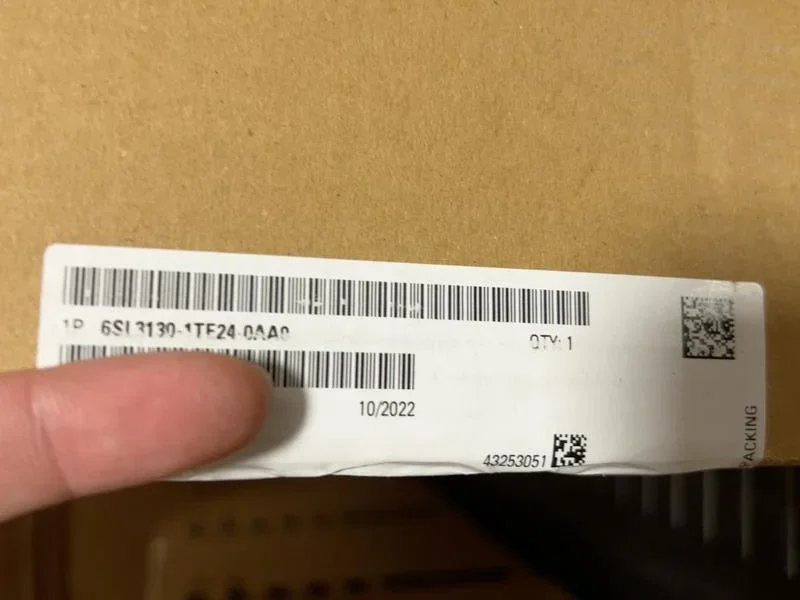 1P 6SL3130-1TE24-0AA0
QTY: 1
10/2022
43253051
PACKING